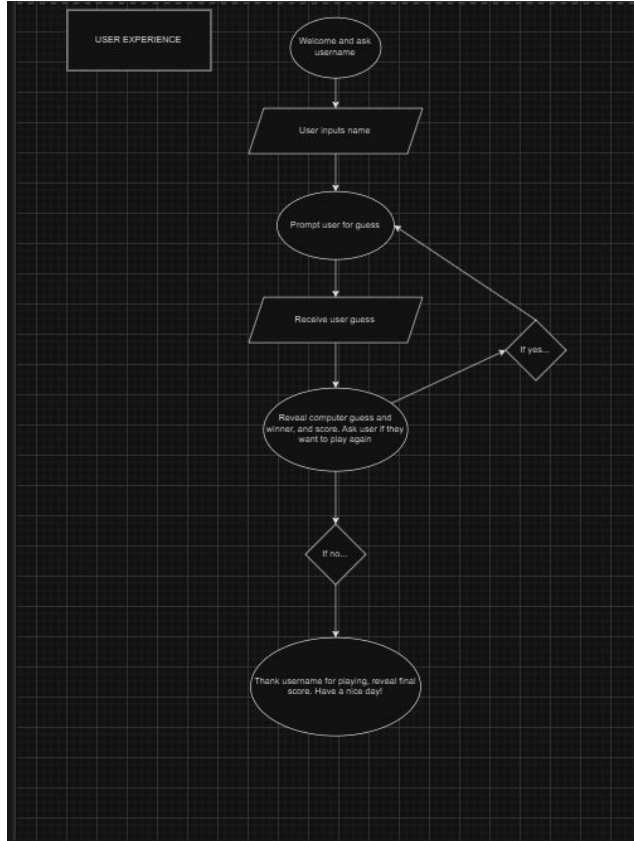 USER EXPERIENCE
Welcome and ask
username
User inputs name
Prompt user for guess
Receive user guess
If yes...
Reveal computer guess and
winner, and score. Ask user if they
want to play again
If no...
Thank username for playing, reveal final
score. Have a nice day!